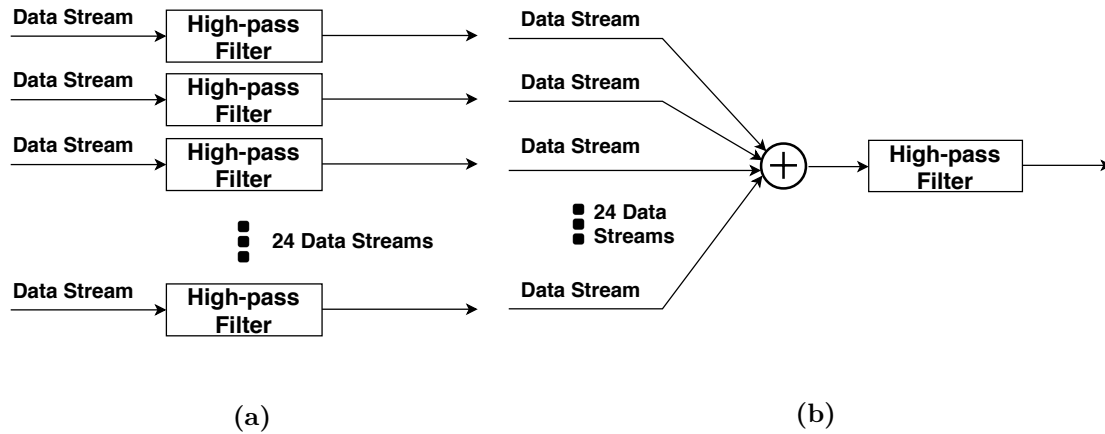 Data Stream
High-pass
Filter
Data Stream
High-pass
Filter
Data Stream
High-pass
Filter
24 Data Streams
Data Stream
High-pass
Filter
(a)
Data Stream
Data Stream
Data Stream
24 Data
Streams
Data Stream
+
High-pass
Filter
(b)